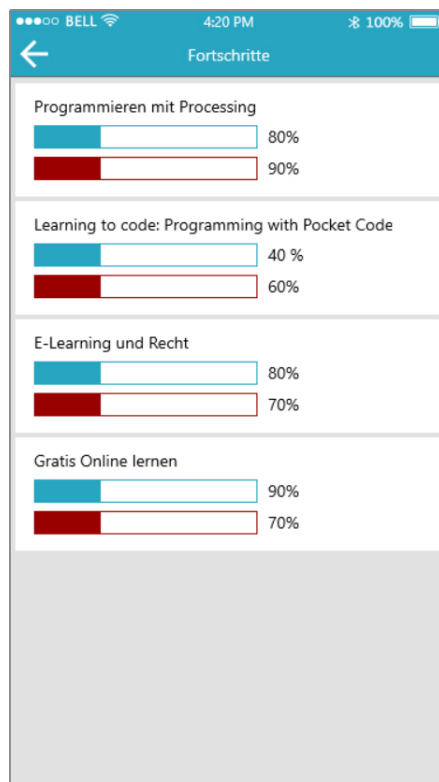 BELL 4:20 PM 100%
Fortschritte
Programmieren mit Processing
80%
90%
Learning to code: Programming with Pocket Code
40 %
60%
E-Learning und Recht
80%
70%
Gratis Online lernen
90%
70%